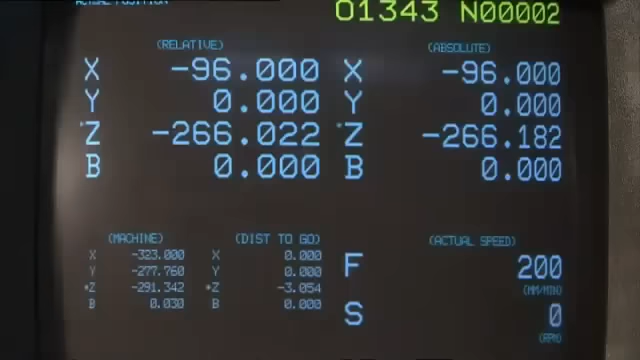 ACTUAL POSITION O1343 N00002
(RELATIVE) (ABSOLUTE)
X -96.000 X -96.000
Y 0.000 Y 0.000
*Z -266.022 *Z -266.182
B 0.000 B 0.000
(MACHINE) (DIST TO GO) (ACTUAL SPEED)
X -323.000 X 0.000
Y -277.760 Y 0.000
*Z -291.342 *Z -3.054
B 0.030 B 0.000
F 200
(MM/MIN)
S 0
(RPM)